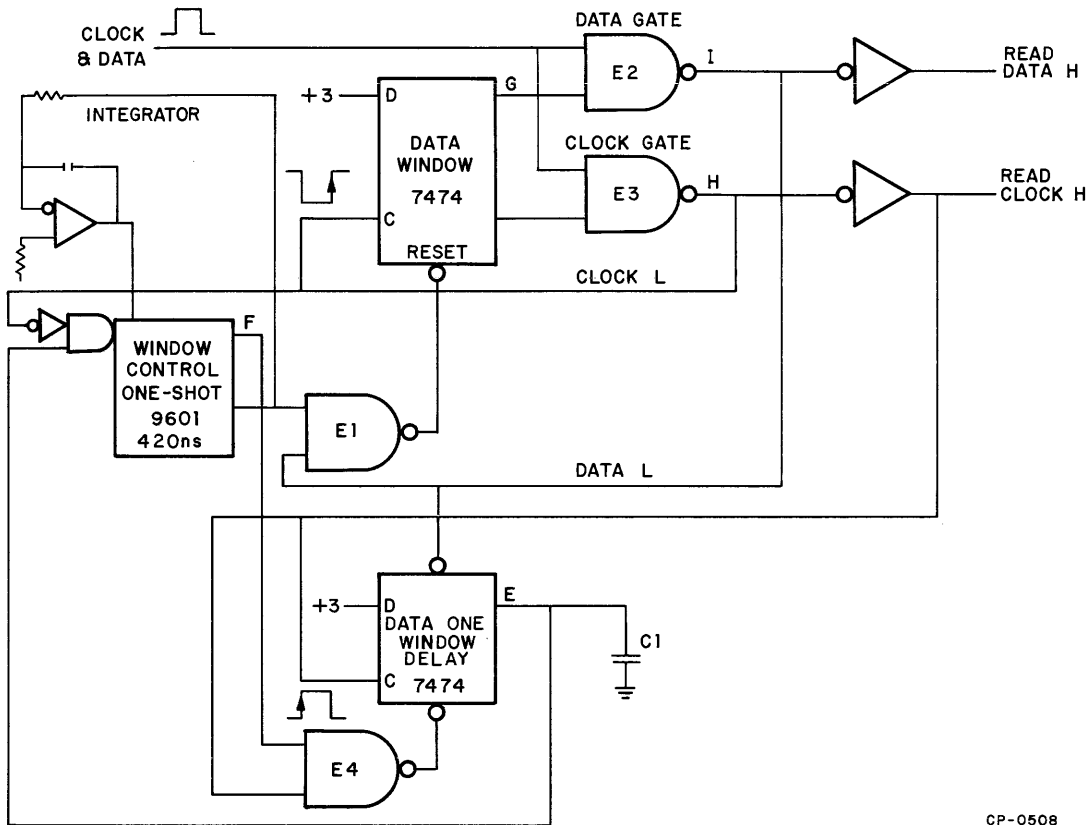 CLOCK
& DATA
DATA GATE
I
E2
READ
DATA H
+3
D
G
INTEGRATOR
DATA
WINDOW
7474
CLOCK GATE
E3
H
READ
CLOCK H
C
RESET
CLOCK L
F
WINDOW
CONTROL
ONE-SHOT
9601
420ns
E1
DATA L
+3
D
E
DATA ONE
WINDOW
DELAY
C1
C
7474
E4
CP-0508